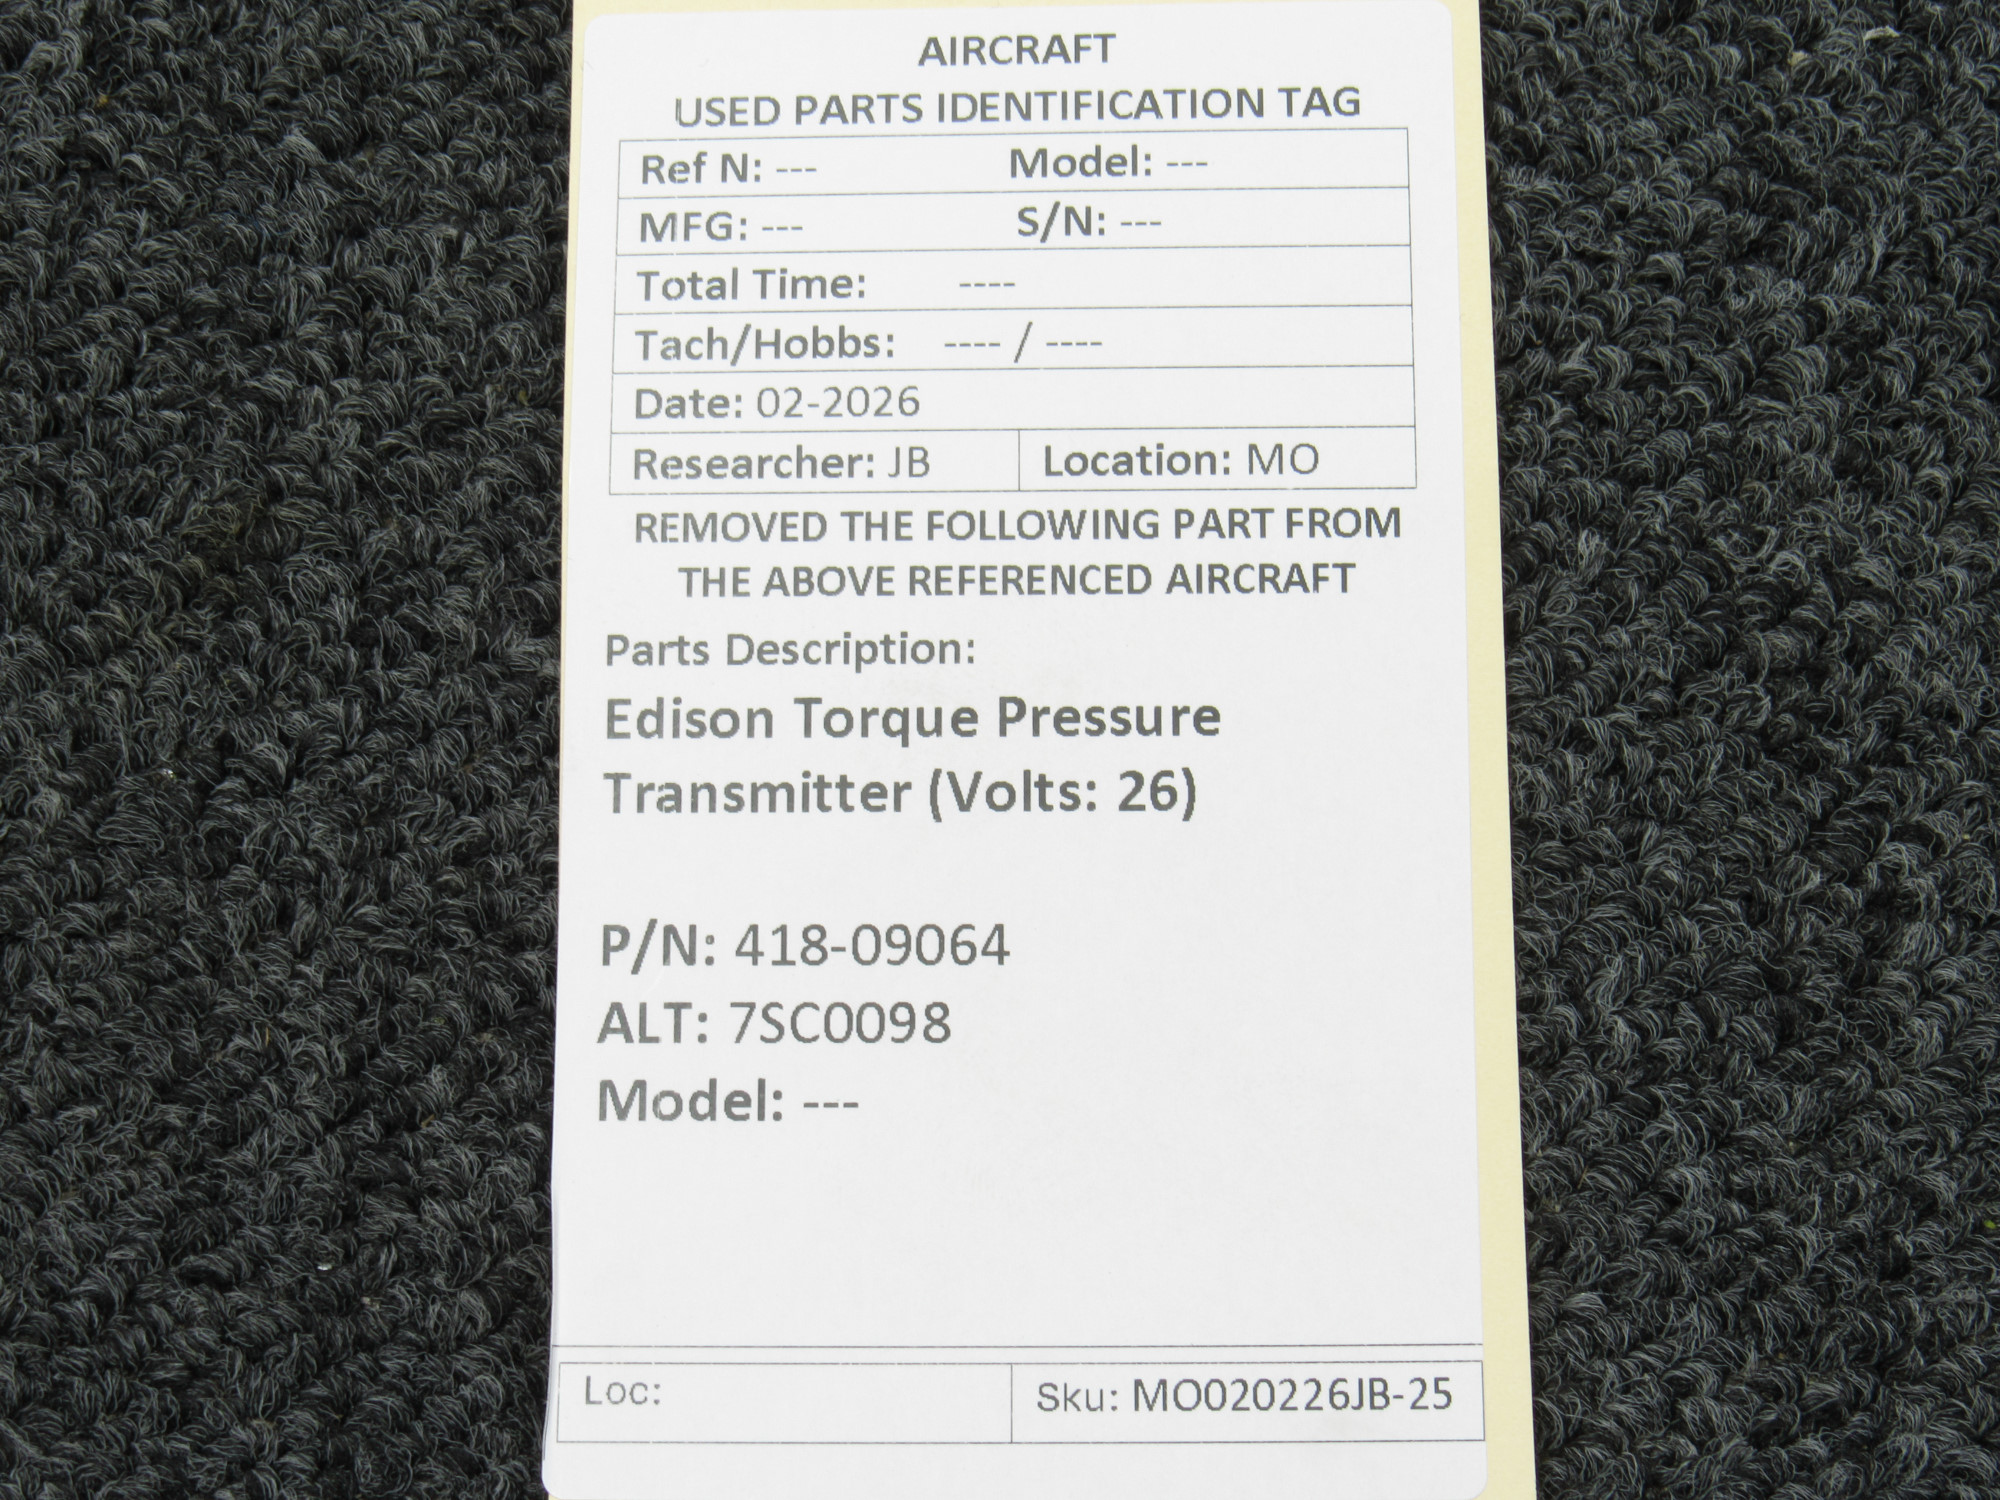 AIRCRAFT
USED PARTS IDENTIFICATION TAG
Ref N: --- Model: ---
MFG: --- S/N: ---
Total Time: ----
Tach/Hobbs: ---- / ----
Date: 02-2026
Researcher: JB Location: MO
REMOVED THE FOLLOWING PART FROM
THE ABOVE REFERENCED AIRCRAFT
Parts Description:
Edison Torque Pressure
Transmitter (Volts: 26)
P/N: 418-09064
ALT: 7SC0098
Model: ---
Loc: Sku: MO020226JB-25